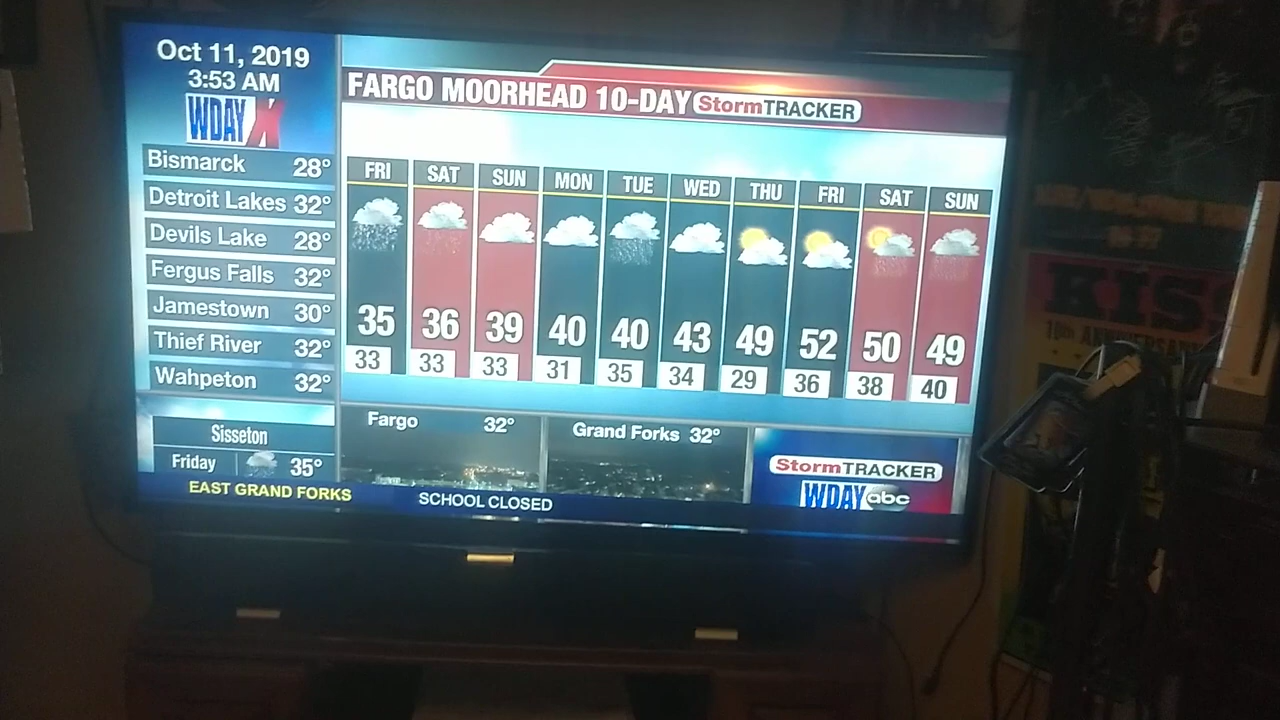 Oct 11, 2019
3:53 AM
WDAY X
Bismarck 28°
Detroit Lakes 32°
Devils Lake 28°
Fergus Falls 32°
Jamestown 30°
Thief River 32°
Wahpeton 32°
Sisseton
Friday 35°
FARGO MOORHEAD 10-DAY StormTRACKER
FRI SAT SUN MON TUE WED THU FRI SAT SUN
35 36 39 40 40 43 49 52 50 49
33 33 33 31 35 34 29 36 38 40
Fargo 32°
Grand Forks 32°
StormTRACKER
WDAY abc
EAST GRAND FORKS SCHOOL CLOSED
KISS
10th ANNIVERSARY